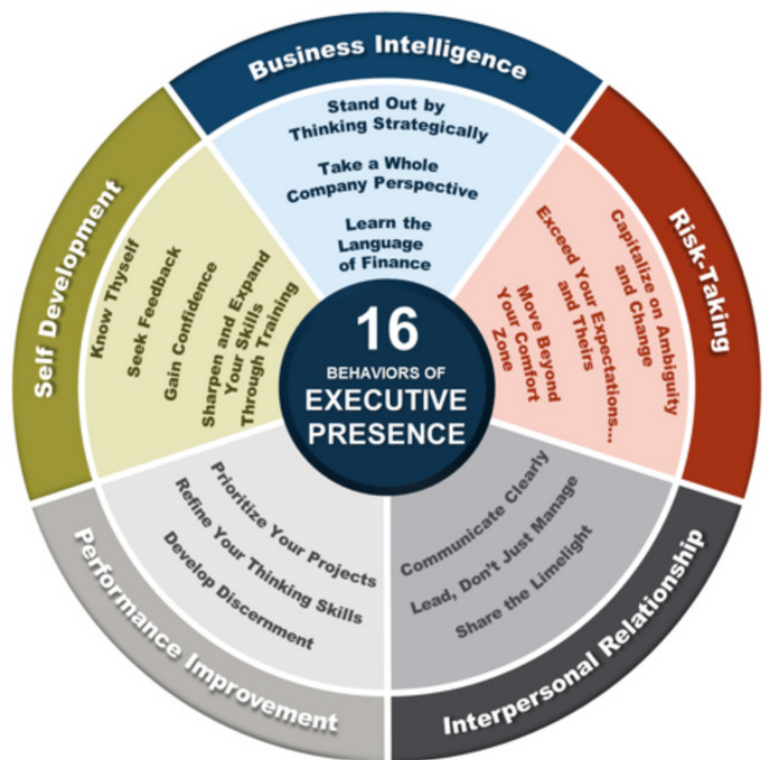 Business Intelligence
Stand Out by
Thinking Strategically
Take a Whole
Company Perspective
Learn the
Language
of Finance
Risk-Taking
Capitalize on Ambiguity
and Change
Exceed Your Expectations...
and Theirs
Move Beyond
Your Comfort
Zone
Interpersonal Relationship
Communicate Clearly
Lead, Don't Just Manage
Share the Limelight
Performance Improvement
Prioritize Your Projects
Refine Your Thinking Skills
Develop Discernment
Self Development
Know Thyself
Seek Feedback
Gain Confidence
Sharpen and Expand
Your Skills
Through Training
16
BEHAVIORS OF
EXECUTIVE
PRESENCE